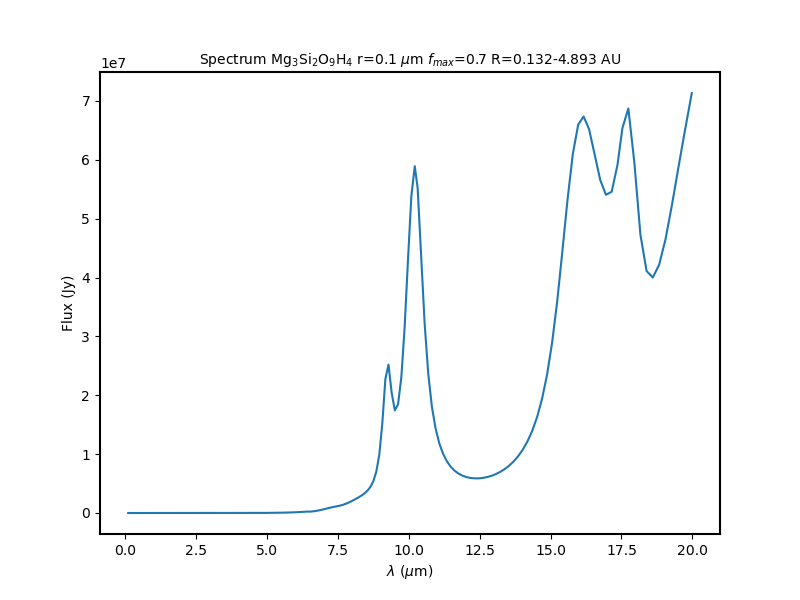 Spectrum Mg₃Si₂O₉H₄ r=0.1 μm fₘₐₓ=0.7 R=0.132-4.893 AU
1e7
7
6
5
4
3
2
1
0
Flux (Jy)
0.0 2.5 5.0 7.5 10.0 12.5 15.0 17.5 20.0
λ (μm)